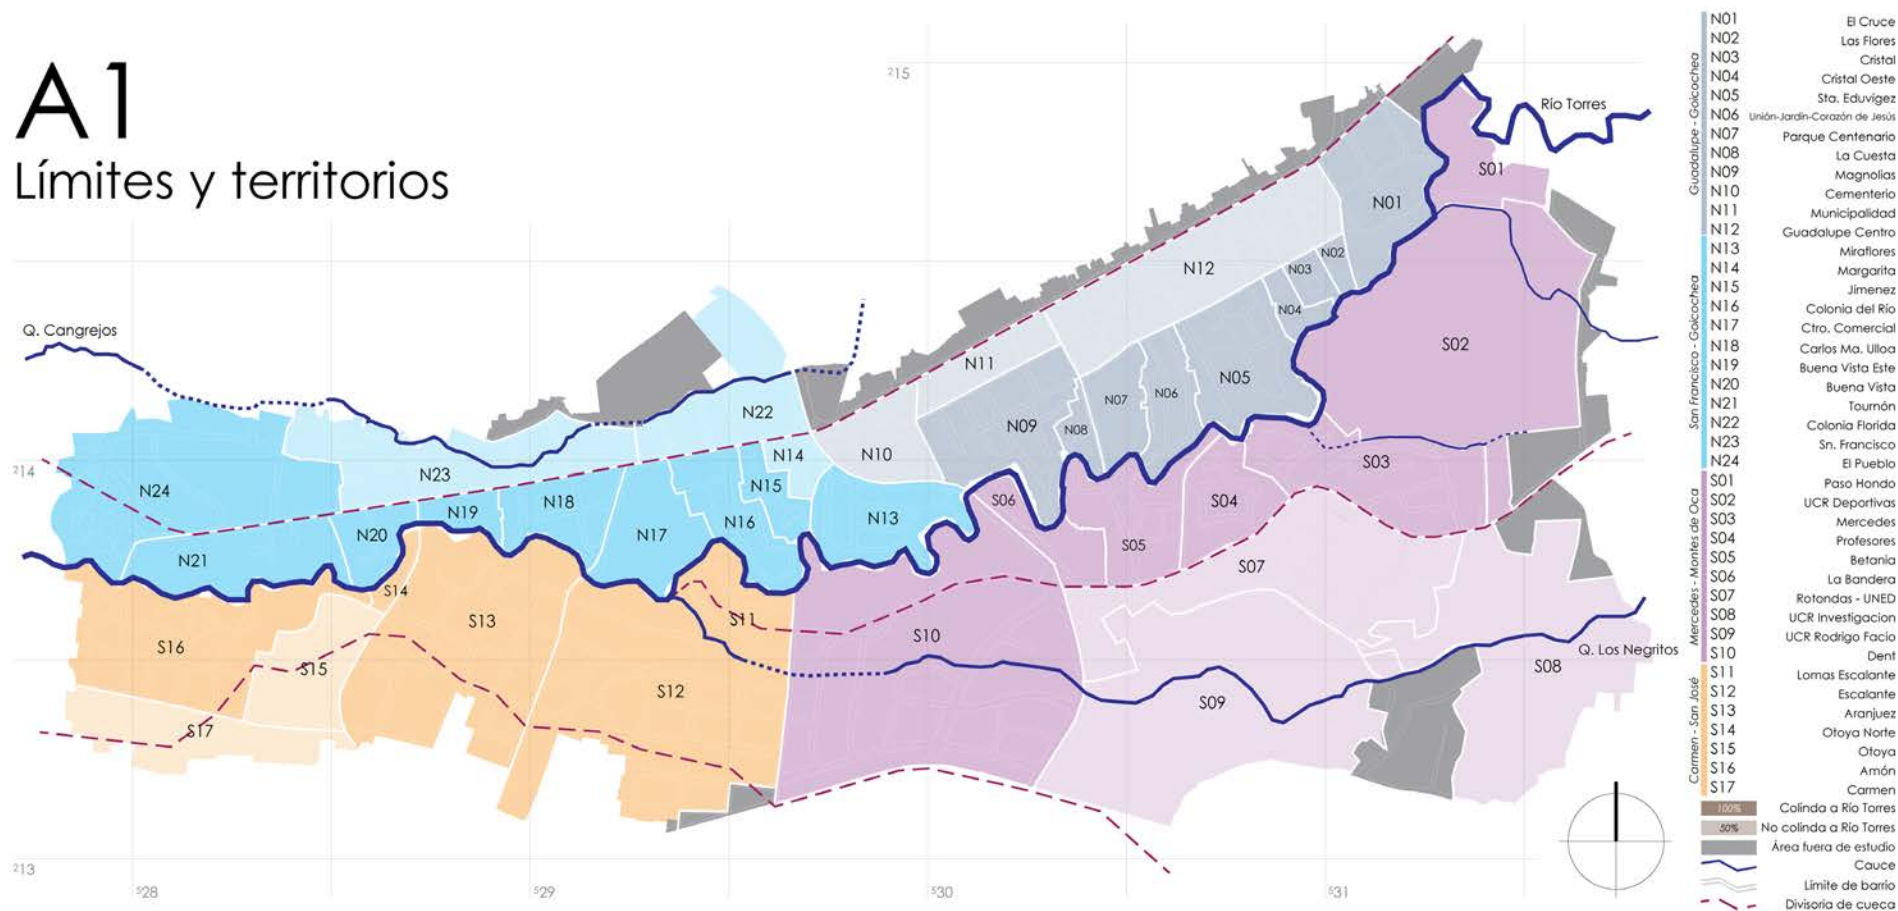 A1
Límites y territorios
215
Río Torres
S01
N01
N12
N02
N03
N04
Q. Cangrejos
S02
N11
N05
N22
N07
N06
N09
N08
N14
N10
N23
S03
N24
N15
S06
S04
214
N18
N19
N13
N16
N20
N17
S05
N21
S07
S14
S11
S13
S10
S16
Q. Los Negritos
S15
S08
S12
S09
S17
213
528
529
530
531
Guadalupe - Goicochea
N01 El Cruce
N02 Las Flores
N03 Cristal
N04 Cristal Oeste
N05 Sta. Eduvigez
N06 Unión-Jardín-Corazón de Jesús
N07 Parque Centenario
N08 La Cuesta
N09 Magnolias
N10 Cementerio
N11 Municipalidad
N12 Guadalupe Centro
San Francisco - Goicochea
N13 Miraflores
N14 Margarita
N15 Jimenez
N16 Colonia del Río
N17 Ctro. Comercial
N18 Carlos Ma. Ulloa
N19 Buena Vista Este
N20 Buena Vista
N21 Tournón
N22 Colonia Florida
N23 Sn. Francisco
N24 El Pueblo
Mercedes - Montes de Oca
S01 Paso Hondo
S02 UCR Deportivas
S03 Mercedes
S04 Profesores
S05 Betania
S06 La Bandera
S07 Rotondas - UNED
S08 UCR Investigacion
S09 UCR Rodrigo Facio
S10 Dent
Carmen - San José
S11 Lomas Escalante
S12 Escalante
S13 Aranjuez
S14 Otoya Norte
S15 Otoya
S16 Amón
S17 Carmen
100% Colinda a Río Torres
50% No colinda a Río Torres
Área fuera de estudio
Cauce
Límite de barrio
Divisoria de cueca